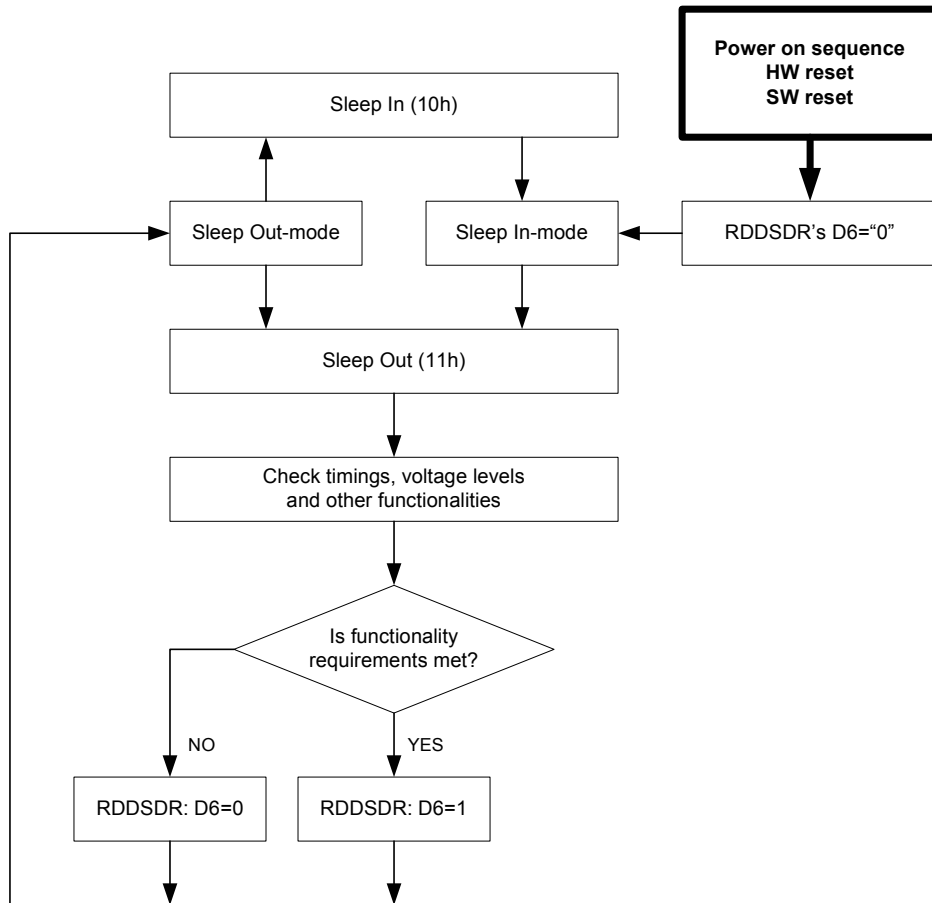 Power on sequence
HW reset
SW reset
Sleep In (10h)
Sleep Out-mode
Sleep In-mode
RDDSDR’s D6=“0”
Sleep Out (11h)
Check timings, voltage levels
and other functionalities
Is functionality
requirements met?
NO
YES
RDDSDR: D6=0
RDDSDR: D6=1